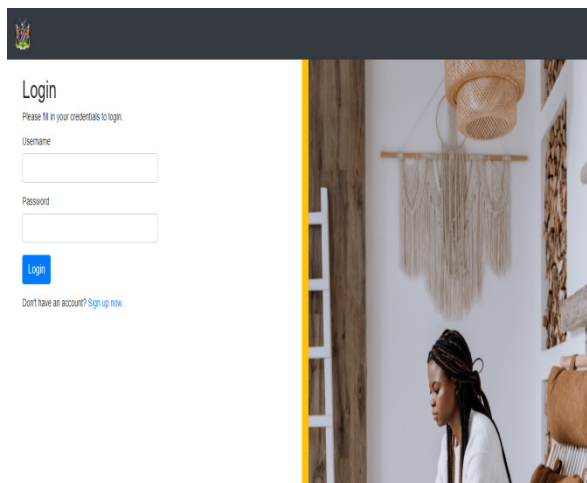 Login
Please fill in your credentials to login.
Username
Password
Login
Don't have an account? Sign up now.